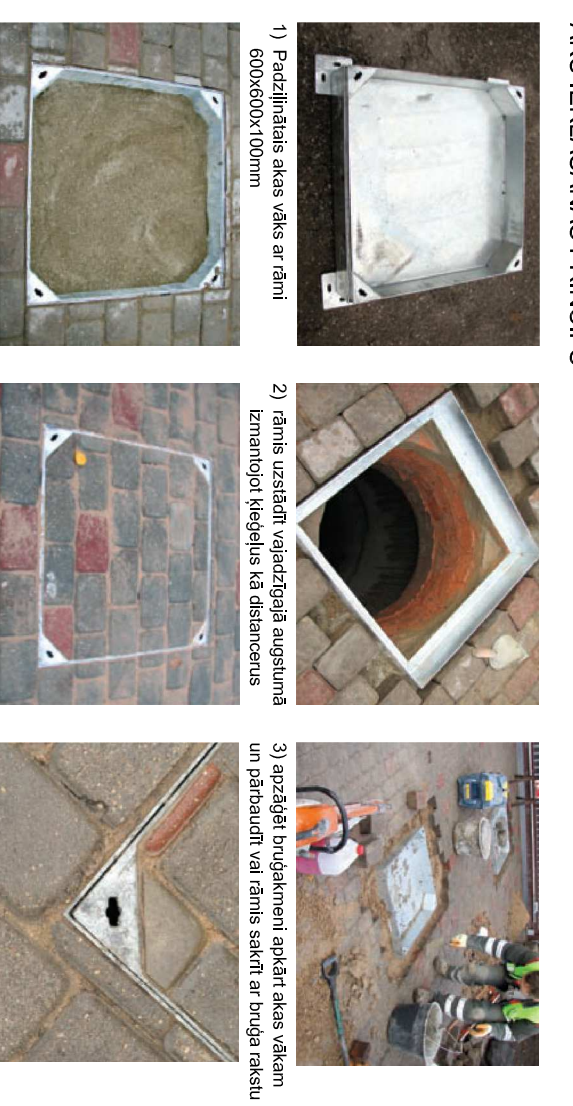 1) Padziļinātais akas vāks ar rāmi
600x600x100mm
2) rāmis uzstādīt vajadzīgajā augstumā
izmantojot ķieģeļus kā distancerus
3) apzāģēt bruģakmeni apkārt akas vākam
un pārbaudīt vai rāmis sakrīt ar bruģa rakstu